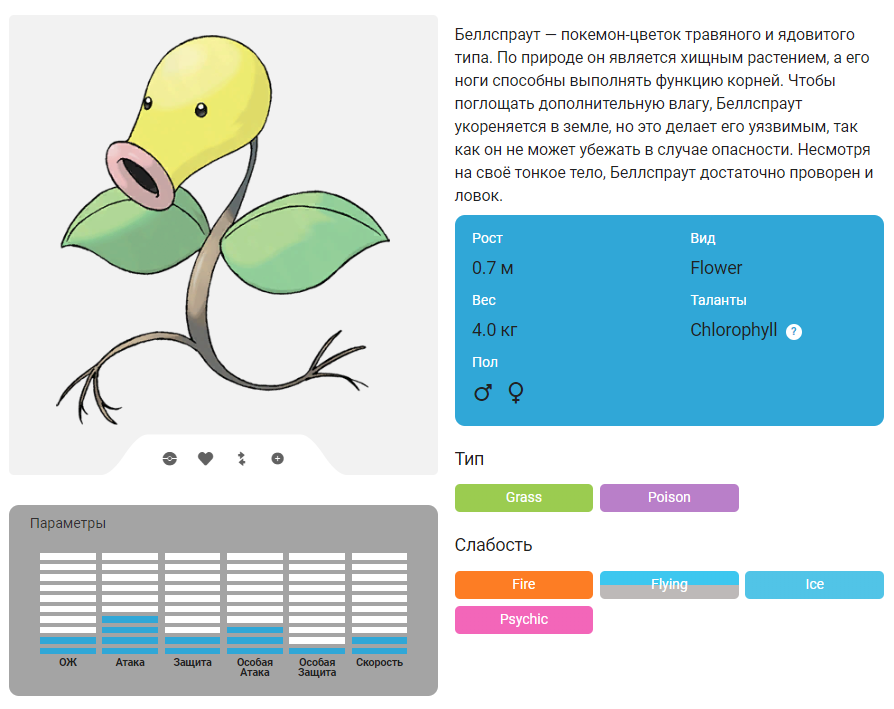 Беллспраут — покемон-цветок травяного и ядовитого
типа. По природе он является хищным растением, а его
ноги способны выполнять функцию корней. Чтобы
поглощать дополнительную влагу, Беллспраут
укореняется в земле, но это делает его уязвимым, так
как он не может убежать в случае опасности. Несмотря
на своё тонкое тело, Беллспраут достаточно проворен и
ловок.
Рост
0.7 м
Вес
4.0 кг
Пол
Вид
Flower
Таланты
Chlorophyll ?
Тип
Grass
Poison
Слабость
Fire
Flying
Ice
Psychic
Параметры
ОЖ
Атака
Защита
Особая
Атака
Особая
Защита
Скорость